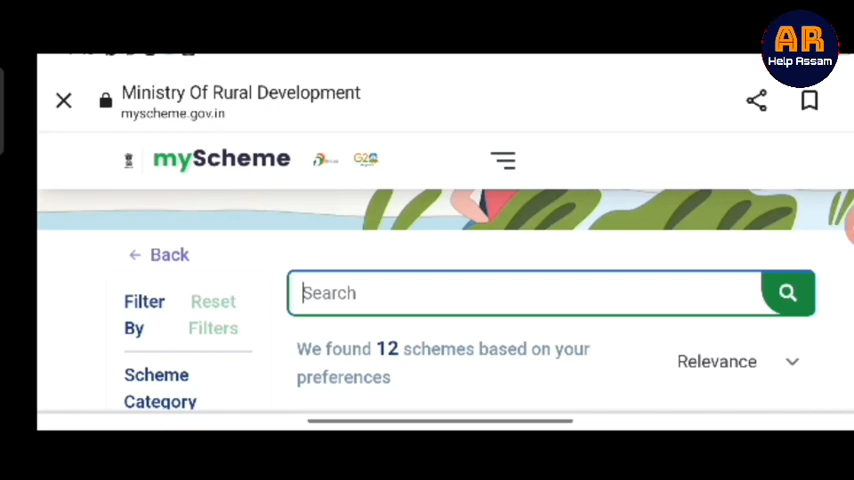 AR
Help Assam
Ministry Of Rural Development
myscheme.gov.in
myScheme
G20
Back
Search
Filter By
Reset Filters
We found 12 schemes based on your preferences
Relevance
Scheme Category